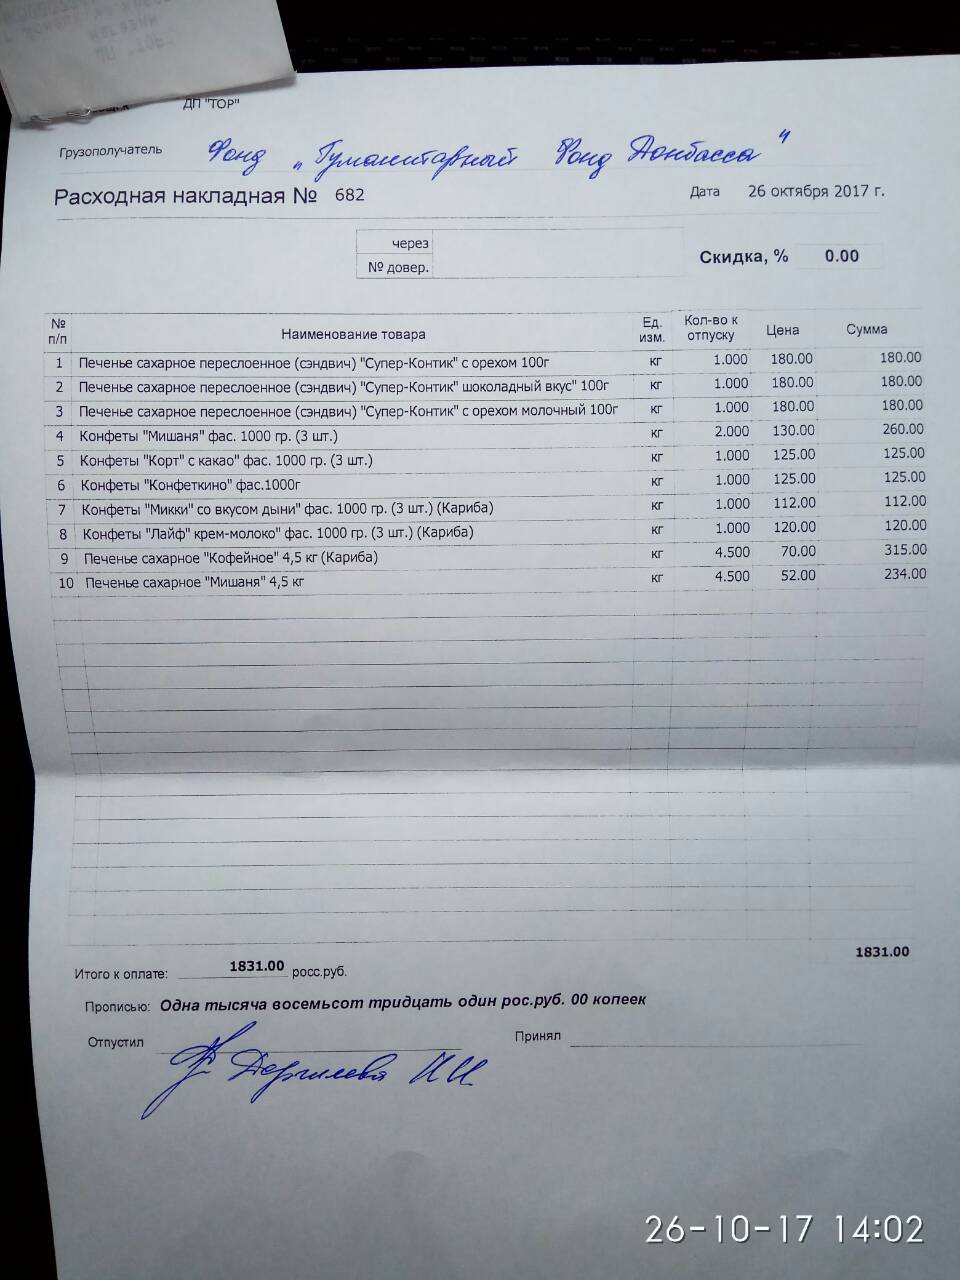 ДП "ТОР"
Грузополучатель Фонд „Гуманитарный Фонд Донбасса"
Расходная накладная № 682 Дата 26 октября 2017 г.
через
№ довер.
Скидка, % 0.00
№ п/п Наименование товара Ед. изм. Кол-во к отпуску Цена Сумма
1 Печенье сахарное переслоенное (сэндвич) "Супер-Контик" с орехом 100г кг 1.000 180.00 180.00
2 Печенье сахарное переслоенное (сэндвич) "Супер-Контик" шоколадный вкус" 100г кг 1.000 180.00 180.00
3 Печенье сахарное переслоенное (сэндвич) "Супер-Контик" с орехом молочный 100г кг 1.000 180.00 180.00
4 Конфеты "Мишаня" фас. 1000 гр. (3 шт.) кг 2.000 130.00 260.00
5 Конфеты "Корт" с какао" фас. 1000 гр. (3 шт.) кг 1.000 125.00 125.00
6 Конфеты "Конфеткино" фас.1000г кг 1.000 125.00 125.00
7 Конфеты "Микки" со вкусом дыни" фас. 1000 гр. (3 шт.) (Кариба) кг 1.000 112.00 112.00
8 Конфеты "Лайф" крем-молоко" фас. 1000 гр. (3 шт.) (Кариба) кг 1.000 120.00 120.00
9 Печенье сахарное "Кофейное" 4,5 кг (Кариба) кг 4.500 70.00 315.00
10 Печенье сахарное "Мишаня" 4,5 кг кг 4.500 52.00 234.00
1831.00
Итого к оплате: 1831.00 росс.руб.
Прописью: Одна тысяча восемьсот тридцать один рос.руб. 00 копеек
Отпустил Принял
26-10-17 14:02